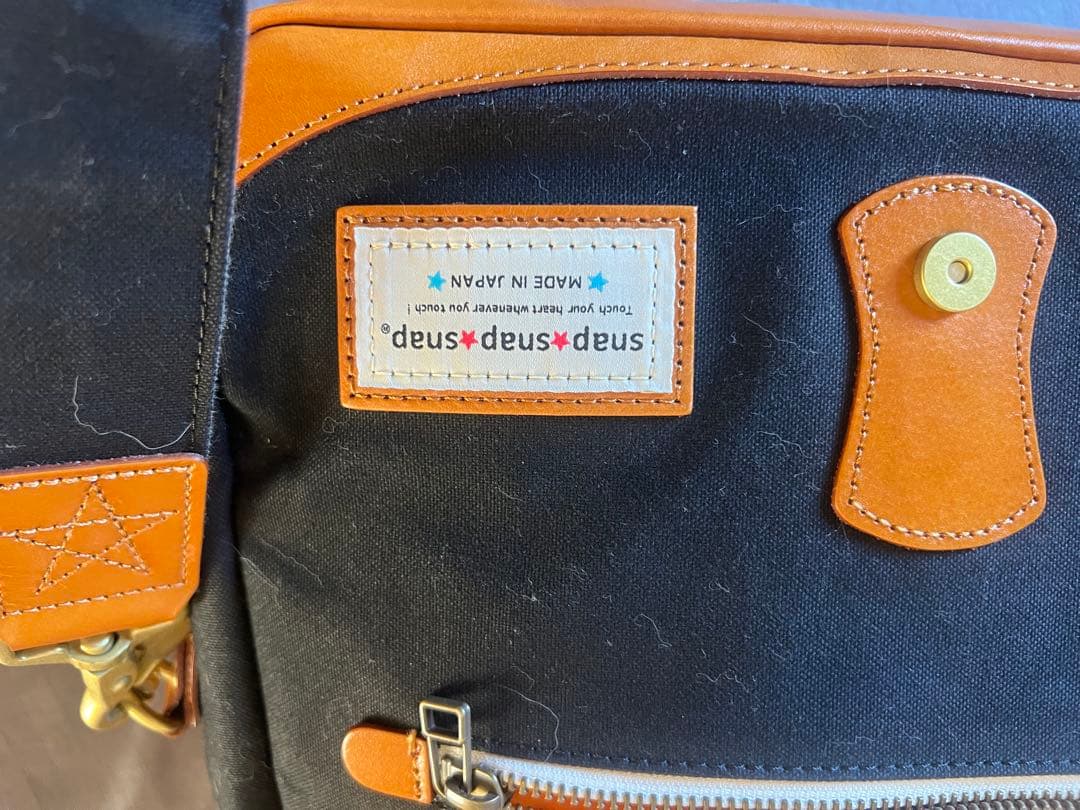 snap★snap★snap®
Touch your heart whenever you touch!
★ MADE IN JAPAN ★